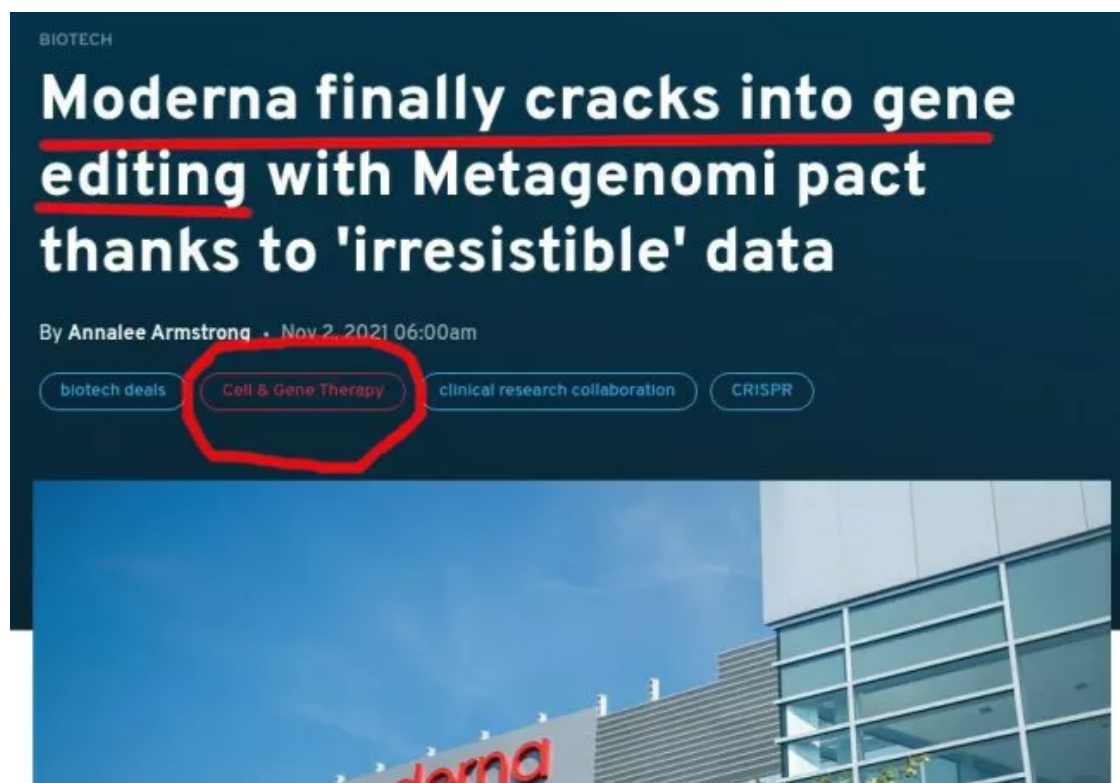 BIOTECH
Moderna finally cracks into gene
editing with Metagenomi pact
thanks to 'irresistible' data
By Annalee Armstrong • Nov 2, 2021 06:00am
biotech deals Cell & Gene Therapy clinical research collaboration CRISPR